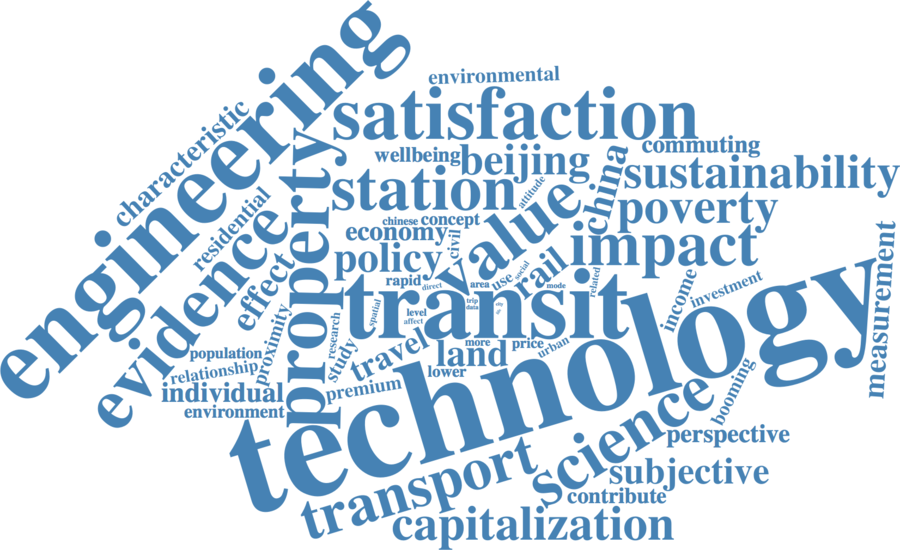 engineering
environmental
satisfaction
characteristic
commuting
wellbeing
beijing
china
sustainability
station
attitude
property
residential
value
poverty
chinese
concept
evidence
economy
civil
impact
policy
effect
measurement
rapid
direct
area
use
social
rail
mode
related
transit
trip
data
income
investment
spatial
level
affect
technology
proximity
research
study
travel
more
price
urban
land
population
relationship
lower
individual
premium
booming
environment
science
perspective
transport
subjective
contribute
capitalization